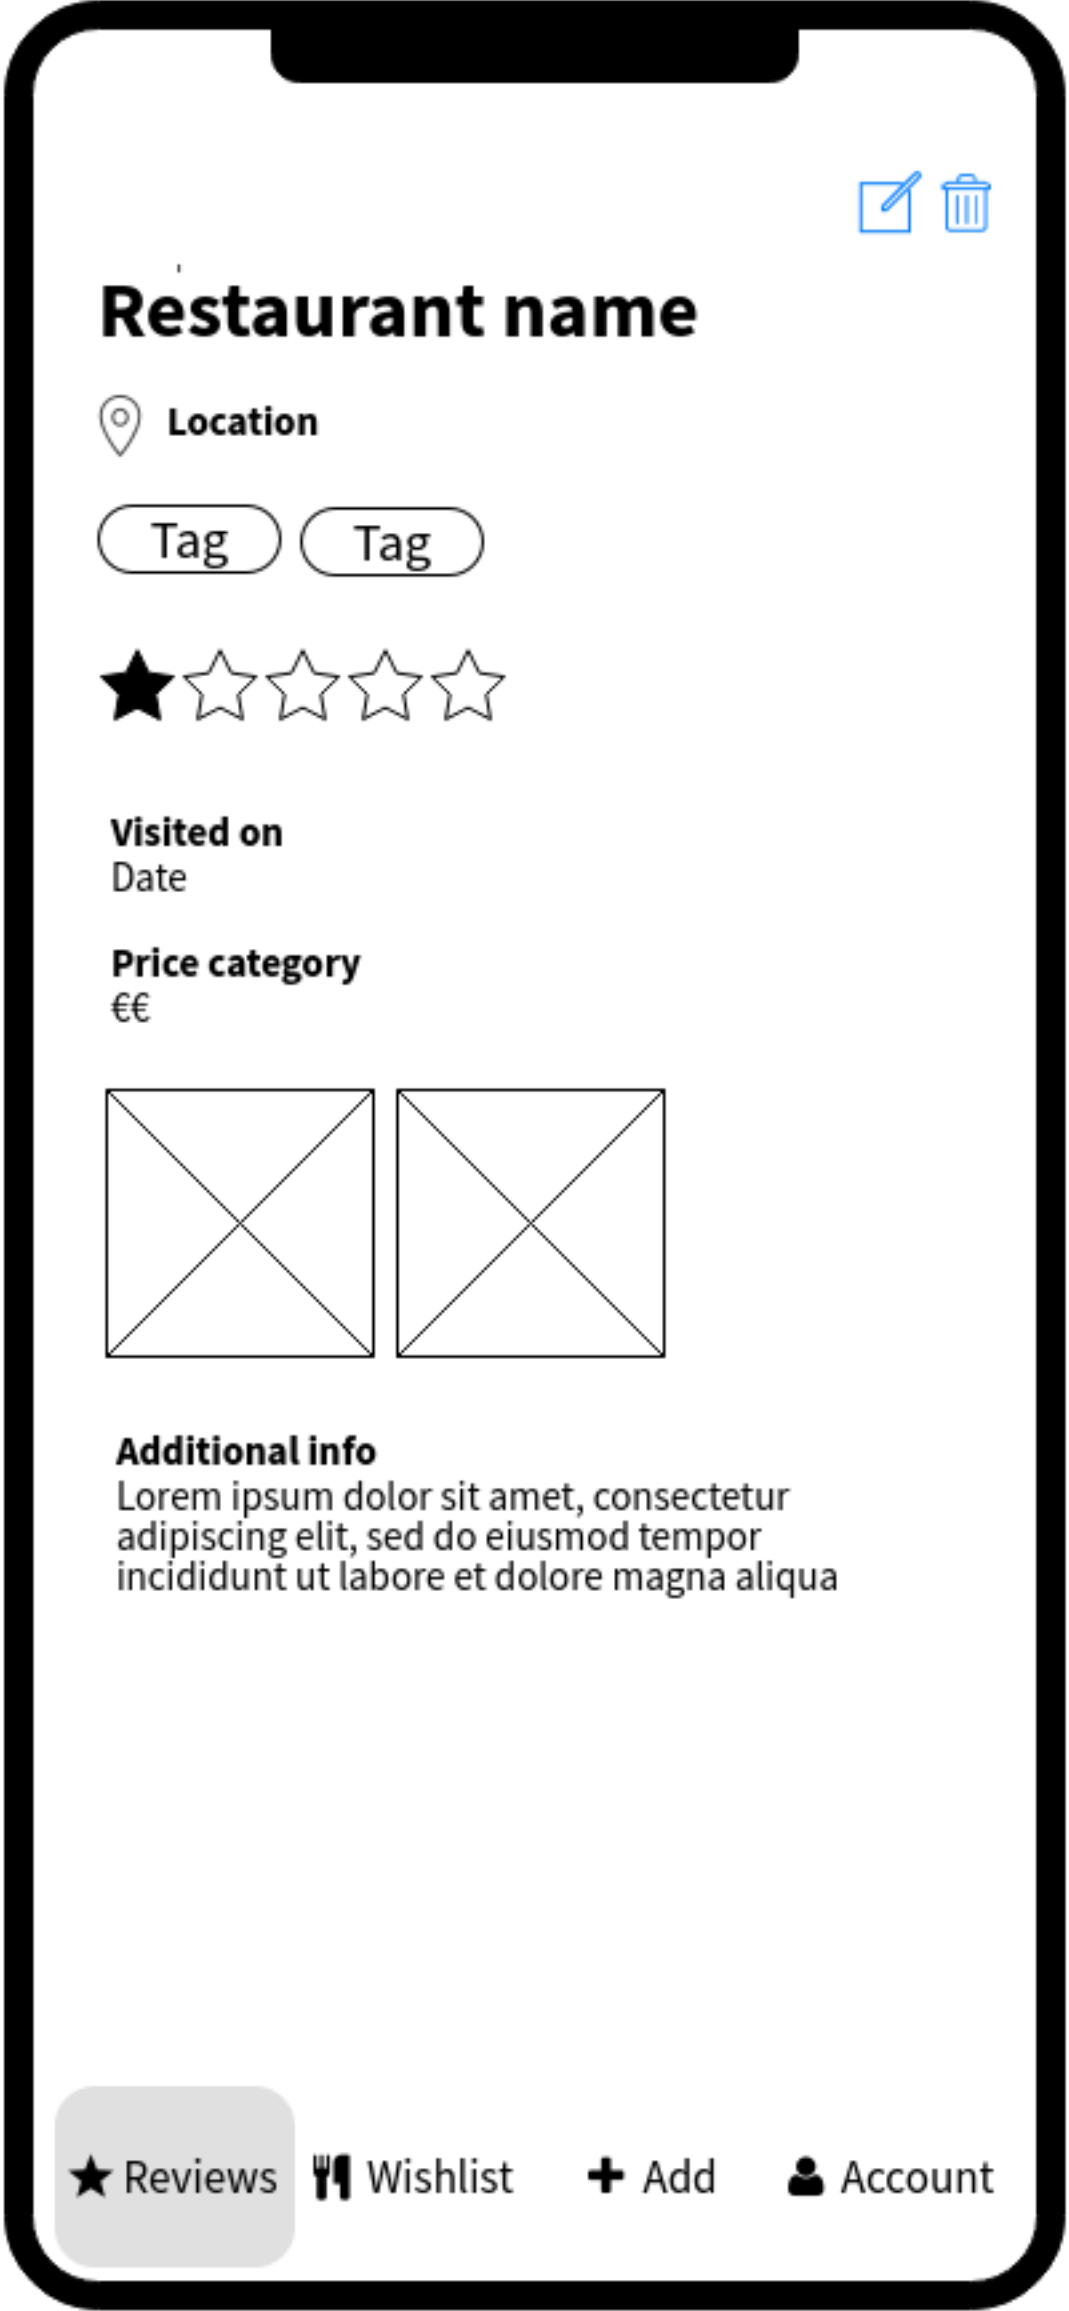 Restaurant name
Location
Tag Tag
Visited on
Date
Price category
€€
Additional info
Lorem ipsum dolor sit amet, consectetur
adipiscing elit, sed do eiusmod tempor
incididunt ut labore et dolore magna aliqua
Reviews Wishlist Add Account